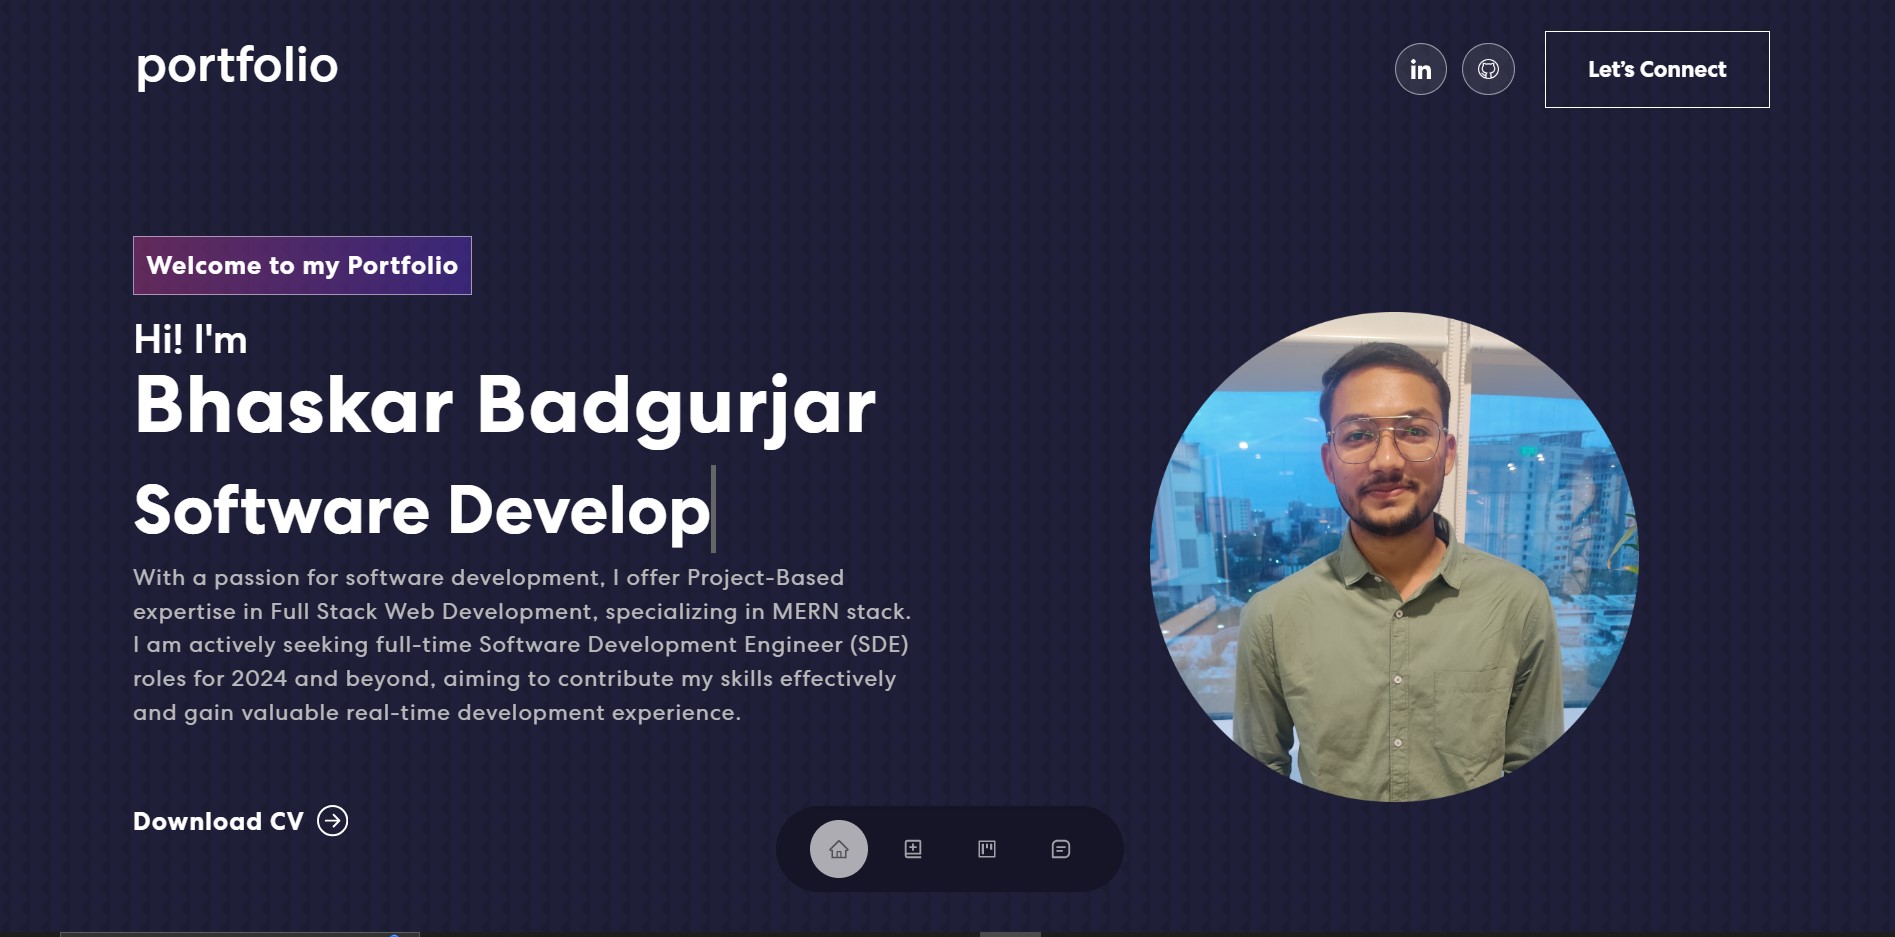 portfolio
in
Let's Connect
Welcome to my Portfolio
Hi! I'm
Bhaskar Badgurjar
Software Develop
With a passion for software development, I offer Project-Based
expertise in Full Stack Web Development, specializing in MERN stack.
I am actively seeking full-time Software Development Engineer (SDE)
roles for 2024 and beyond, aiming to contribute my skills effectively
and gain valuable real-time development experience.
Download CV